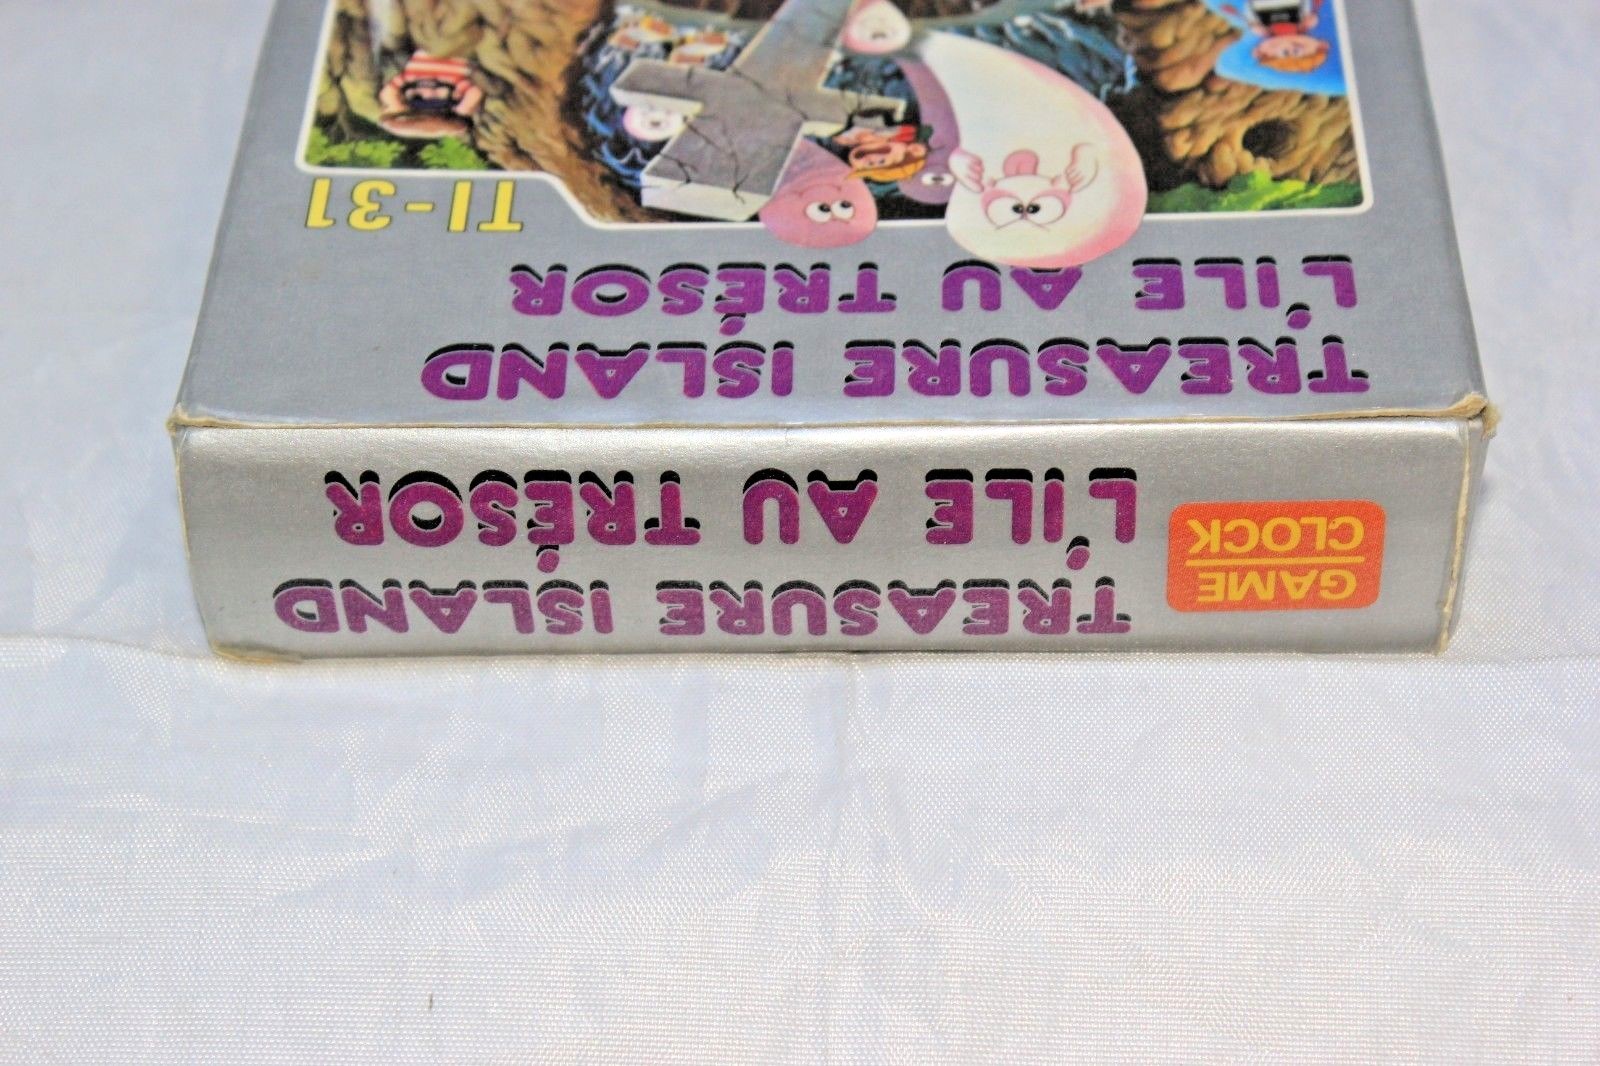 TI-31
TREASURE ISLAND
L'ILE AU TRÉSOR
GAME
CLOCK
TREASURE ISLAND
L'ILE AU TRÉSOR